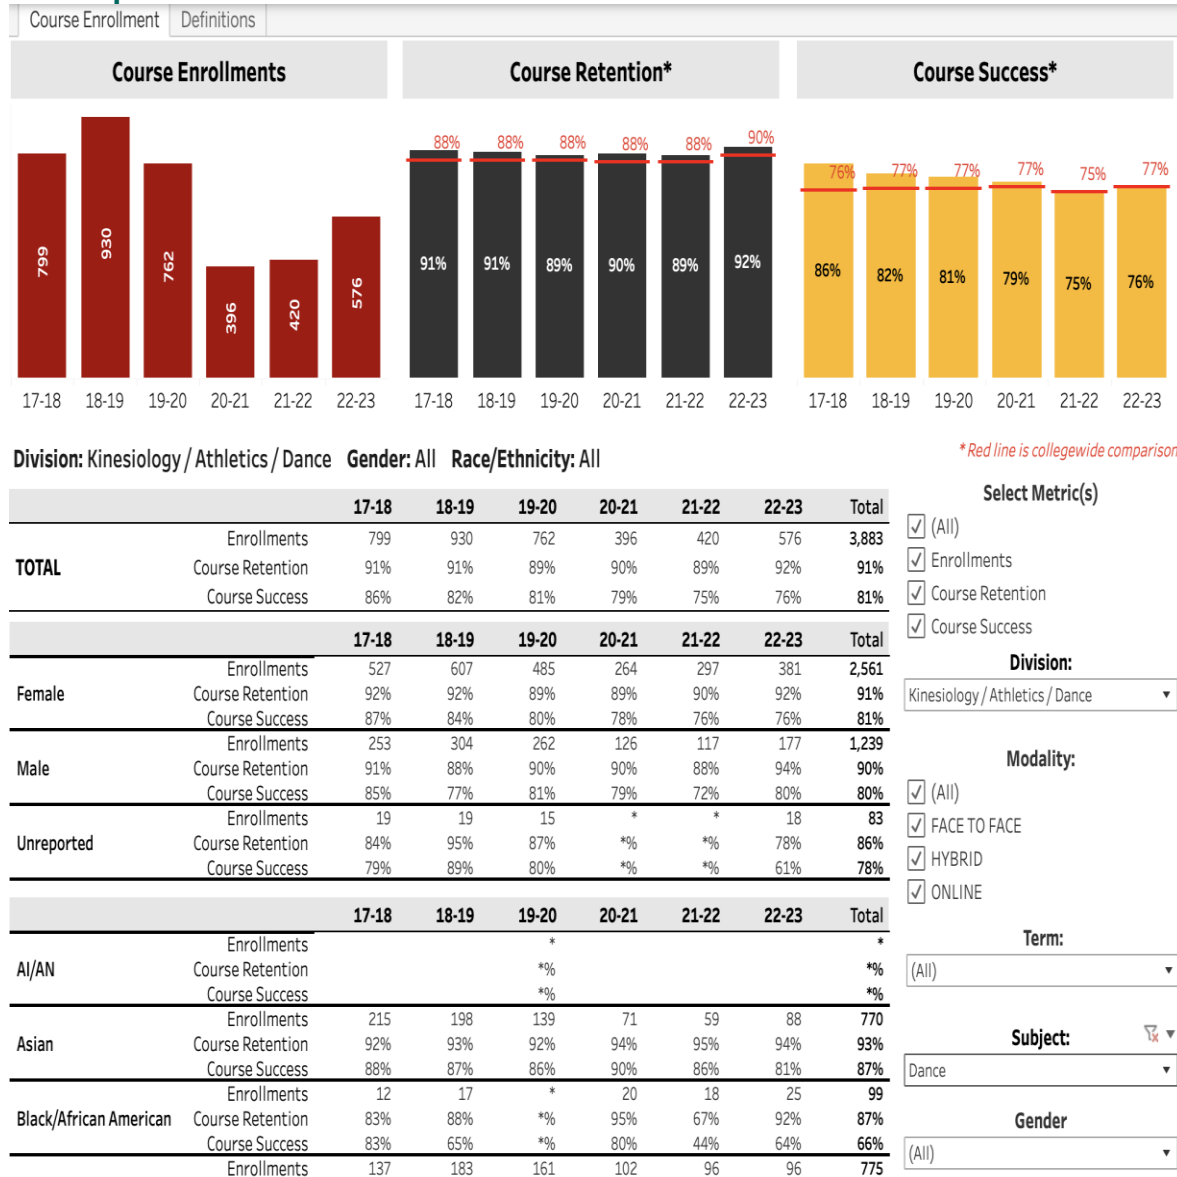 Course Enrollment Definitions
Course Enrollments Course Retention* Course Success*
88% 88% 88% 88% 88% 90%
76% 77% 77% 77% 75% 77%
799 930 762 396 420 576
91% 91% 89% 90% 89% 92%
86% 82% 81% 79% 75% 76%
17-18 18-19 19-20 20-21 21-22 22-23 17-18 18-19 19-20 20-21 21-22 22-23 17-18 18-19 19-20 20-21 21-22 22-23
* Red line is collegewide comparison
Division: Kinesiology / Athletics / Dance Gender: All Race/Ethnicity: All
17-18 18-19 19-20 20-21 21-22 22-23 Total
Enrollments 799 930 762 396 420 576 3,883
TOTAL Course Retention 91% 91% 89% 90% 89% 92% 91%
Course Success 86% 82% 81% 79% 75% 76% 81%
17-18 18-19 19-20 20-21 21-22 22-23 Total
Enrollments 527 607 485 264 297 381 2,561
Female Course Retention 92% 92% 89% 89% 90% 92% 91%
Course Success 87% 84% 80% 78% 76% 76% 81%
Enrollments 253 304 262 126 117 177 1,239
Male Course Retention 91% 88% 90% 90% 88% 94% 90%
Course Success 85% 77% 81% 79% 72% 80% 80%
Enrollments 19 19 15 * * 18 83
Unreported Course Retention 84% 95% 87% *% *% 78% 86%
Course Success 79% 89% 80% *% *% 61% 78%
17-18 18-19 19-20 20-21 21-22 22-23 Total
Enrollments * *
AI/AN Course Retention *% *%
Course Success *% *%
Enrollments 215 198 139 71 59 88 770
Asian Course Retention 92% 93% 92% 94% 95% 94% 93%
Course Success 88% 87% 86% 90% 86% 81% 87%
Enrollments 12 17 * 20 18 25 99
Black/African American Course Retention 83% 88% *% 95% 67% 92% 87%
Course Success 83% 65% *% 80% 44% 64% 66%
Enrollments 137 183 161 102 96 96 775
Select Metric(s)
(All)
Enrollments
Course Retention
Course Success
Division:
Kinesiology / Athletics / Dance
Modality:
(All)
FACE TO FACE
HYBRID
ONLINE
Term:
(All)
Subject:
Dance
Gender
(All)